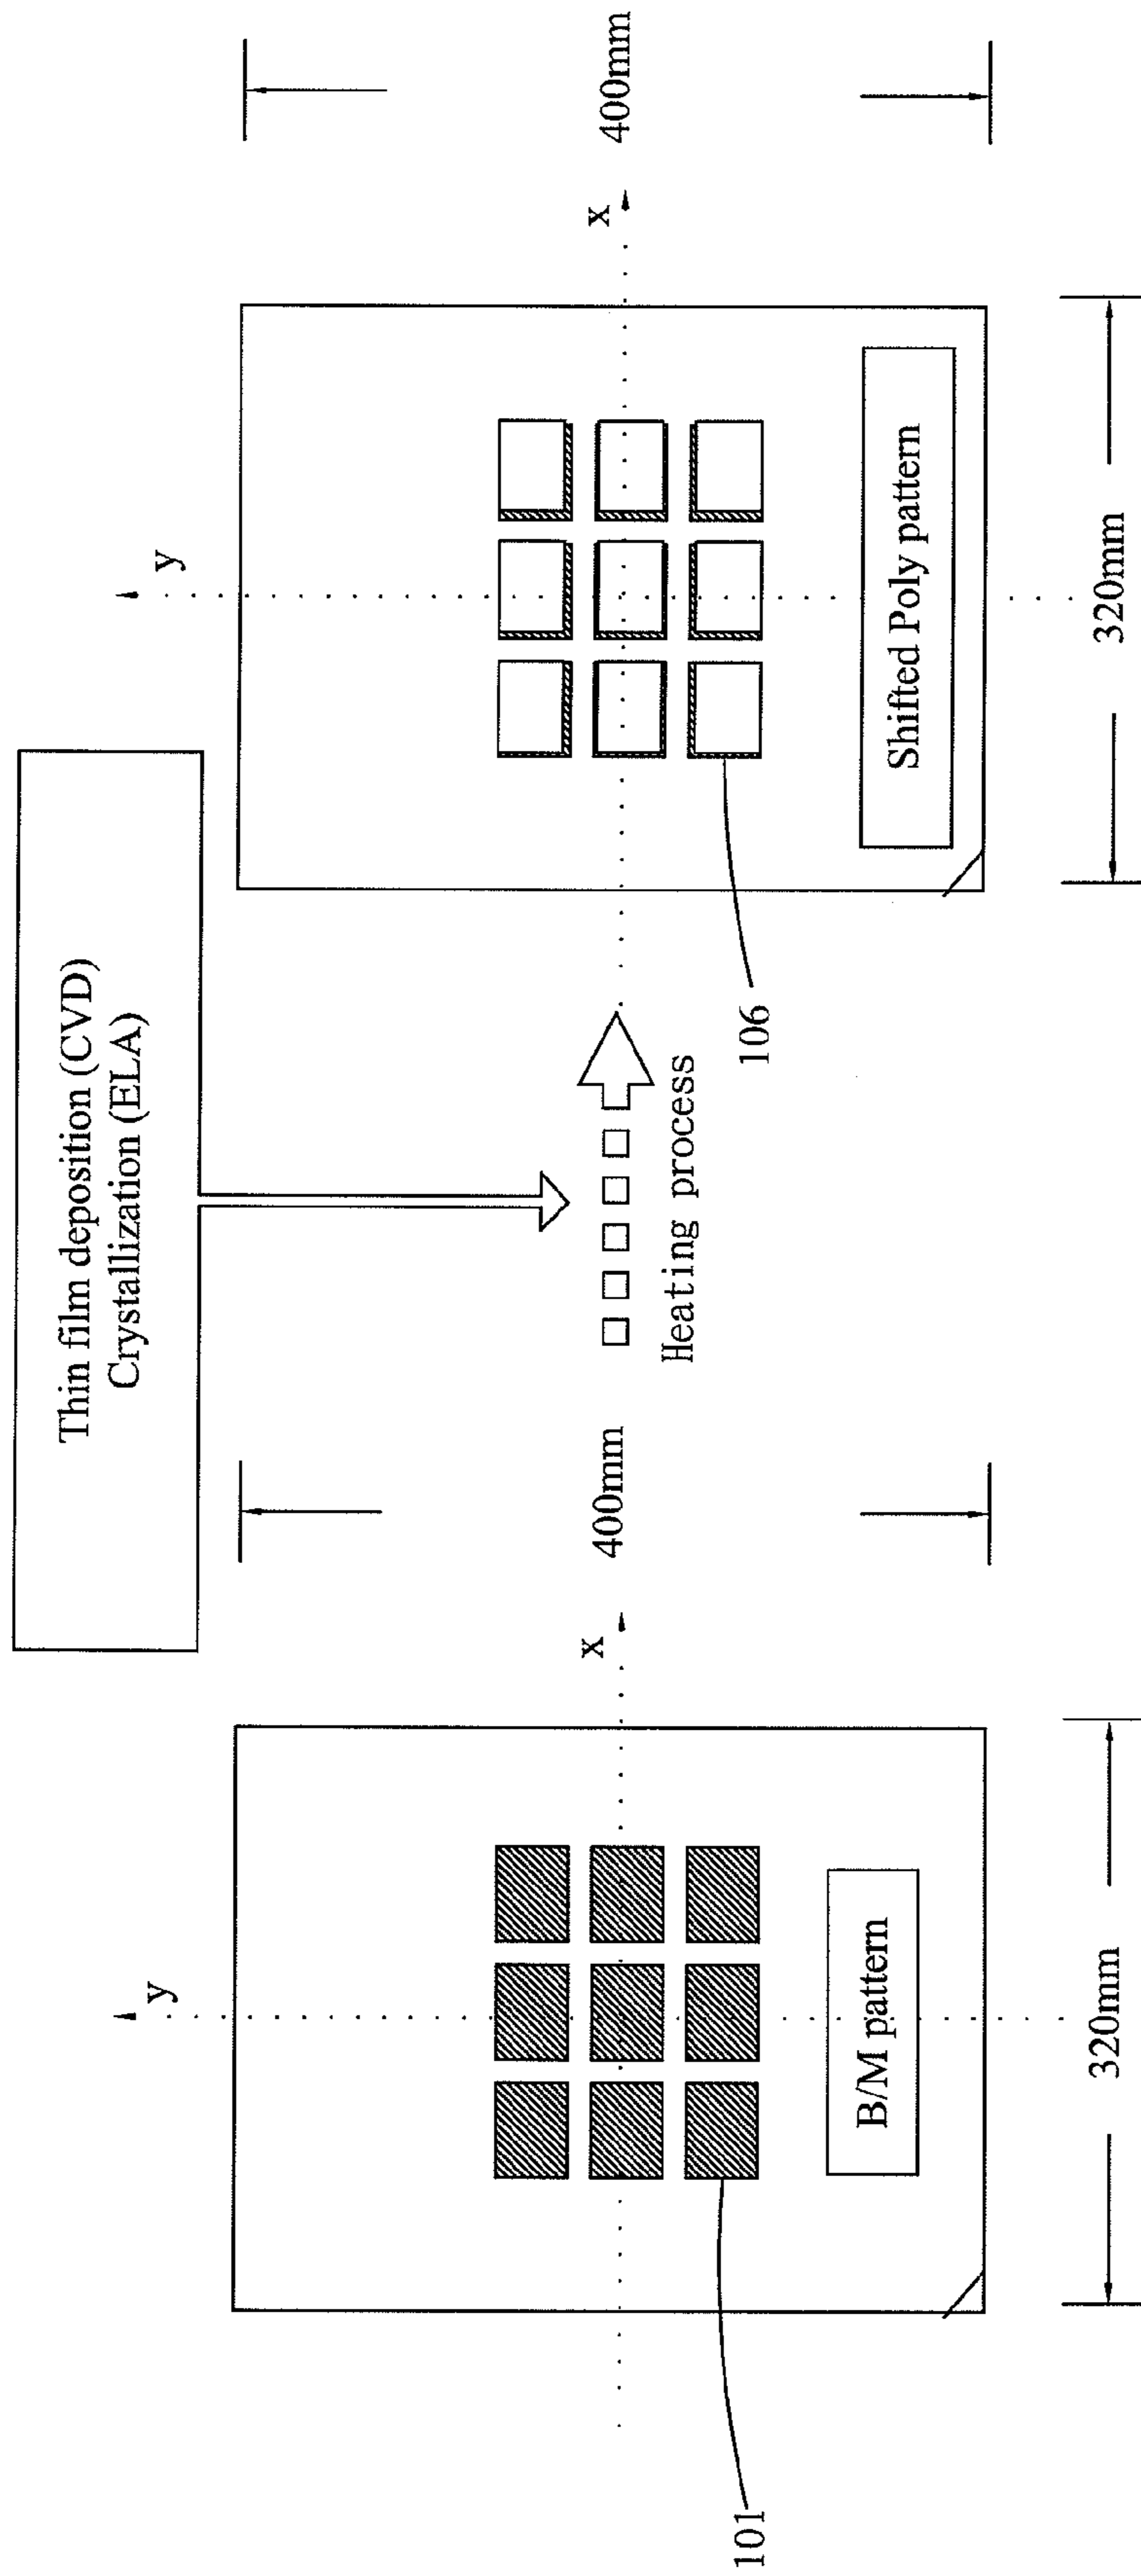 Thin film deposition (CVD)
Crystallization (ELA)
y
x
400mm
B/M pattern
320mm
101
Heating process
y
x
400mm
Shifted Poly pattern
320mm
106